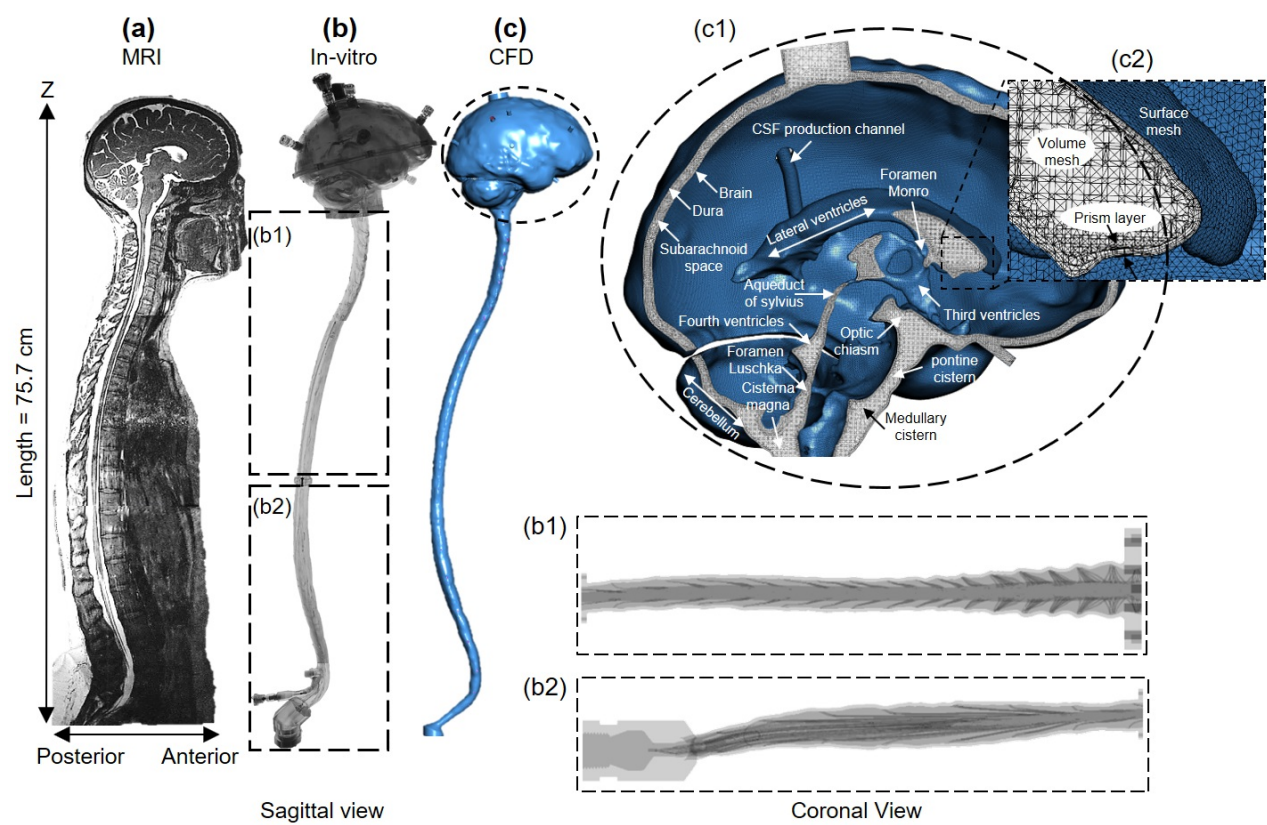 (a)
MRI
(b)
In-vitro
(c)
CFD
Z
Length = 75.7 cm
Posterior
Anterior
(b1)
(b2)
Sagittal view
(c1)
(c2)
CSF production channel
Foramen
Monro
Brain
Dura
Lateral ventricles
Subarachnoid
space
Aqueduct
of sylvius
Third ventricles
Fourth ventricles
Optic
chiasm
Foramen
Luschka
pontine
cistern
Cisterna
magna
Cerebellum
Medullary
cistern
Surface
mesh
Volume
mesh
Prism layer
(b1)
(b2)
Coronal View